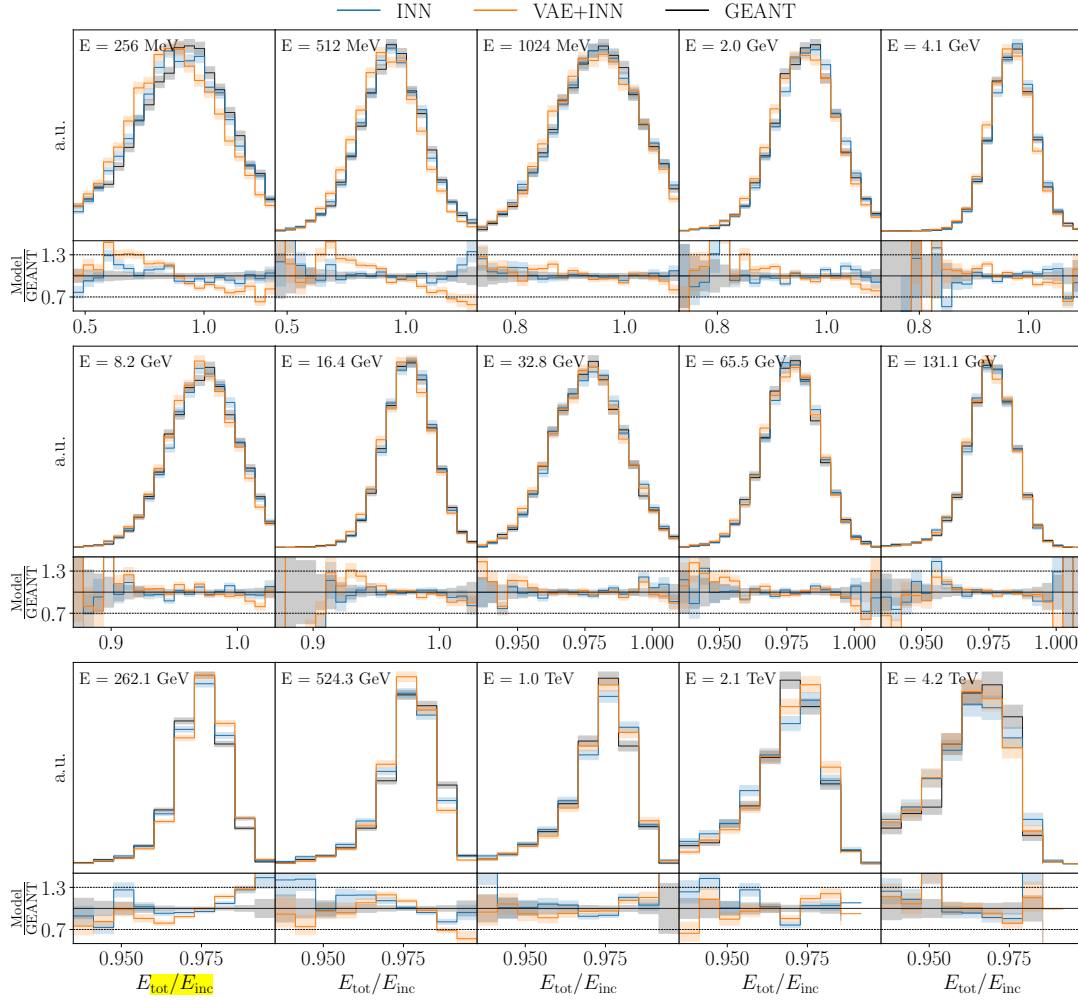 INN VAE+INN GEANT
E = 256 MeV E = 512 MeV E = 1024 MeV E = 2.0 GeV E = 4.1 GeV
a.u.
1.3
0.7
Model
GEANT
0.5 1.0 0.5 1.0 0.8 1.0 0.8 1.0 0.8 1.0
E = 8.2 GeV E = 16.4 GeV E = 32.8 GeV E = 65.5 GeV E = 131.1 GeV
a.u.
1.3
0.7
Model
GEANT
0.9 1.0 0.9 1.0 0.950 0.975 1.000 0.950 0.975 1.000 0.950 0.975 1.000
E = 262.1 GeV E = 524.3 GeV E = 1.0 TeV E = 2.1 TeV E = 4.2 TeV
a.u.
1.3
0.7
Model
GEANT
0.950 0.975 0.950 0.975 0.950 0.975 0.950 0.975 0.950 0.975
E_tot/E_inc E_tot/E_inc E_tot/E_inc E_tot/E_inc E_tot/E_inc